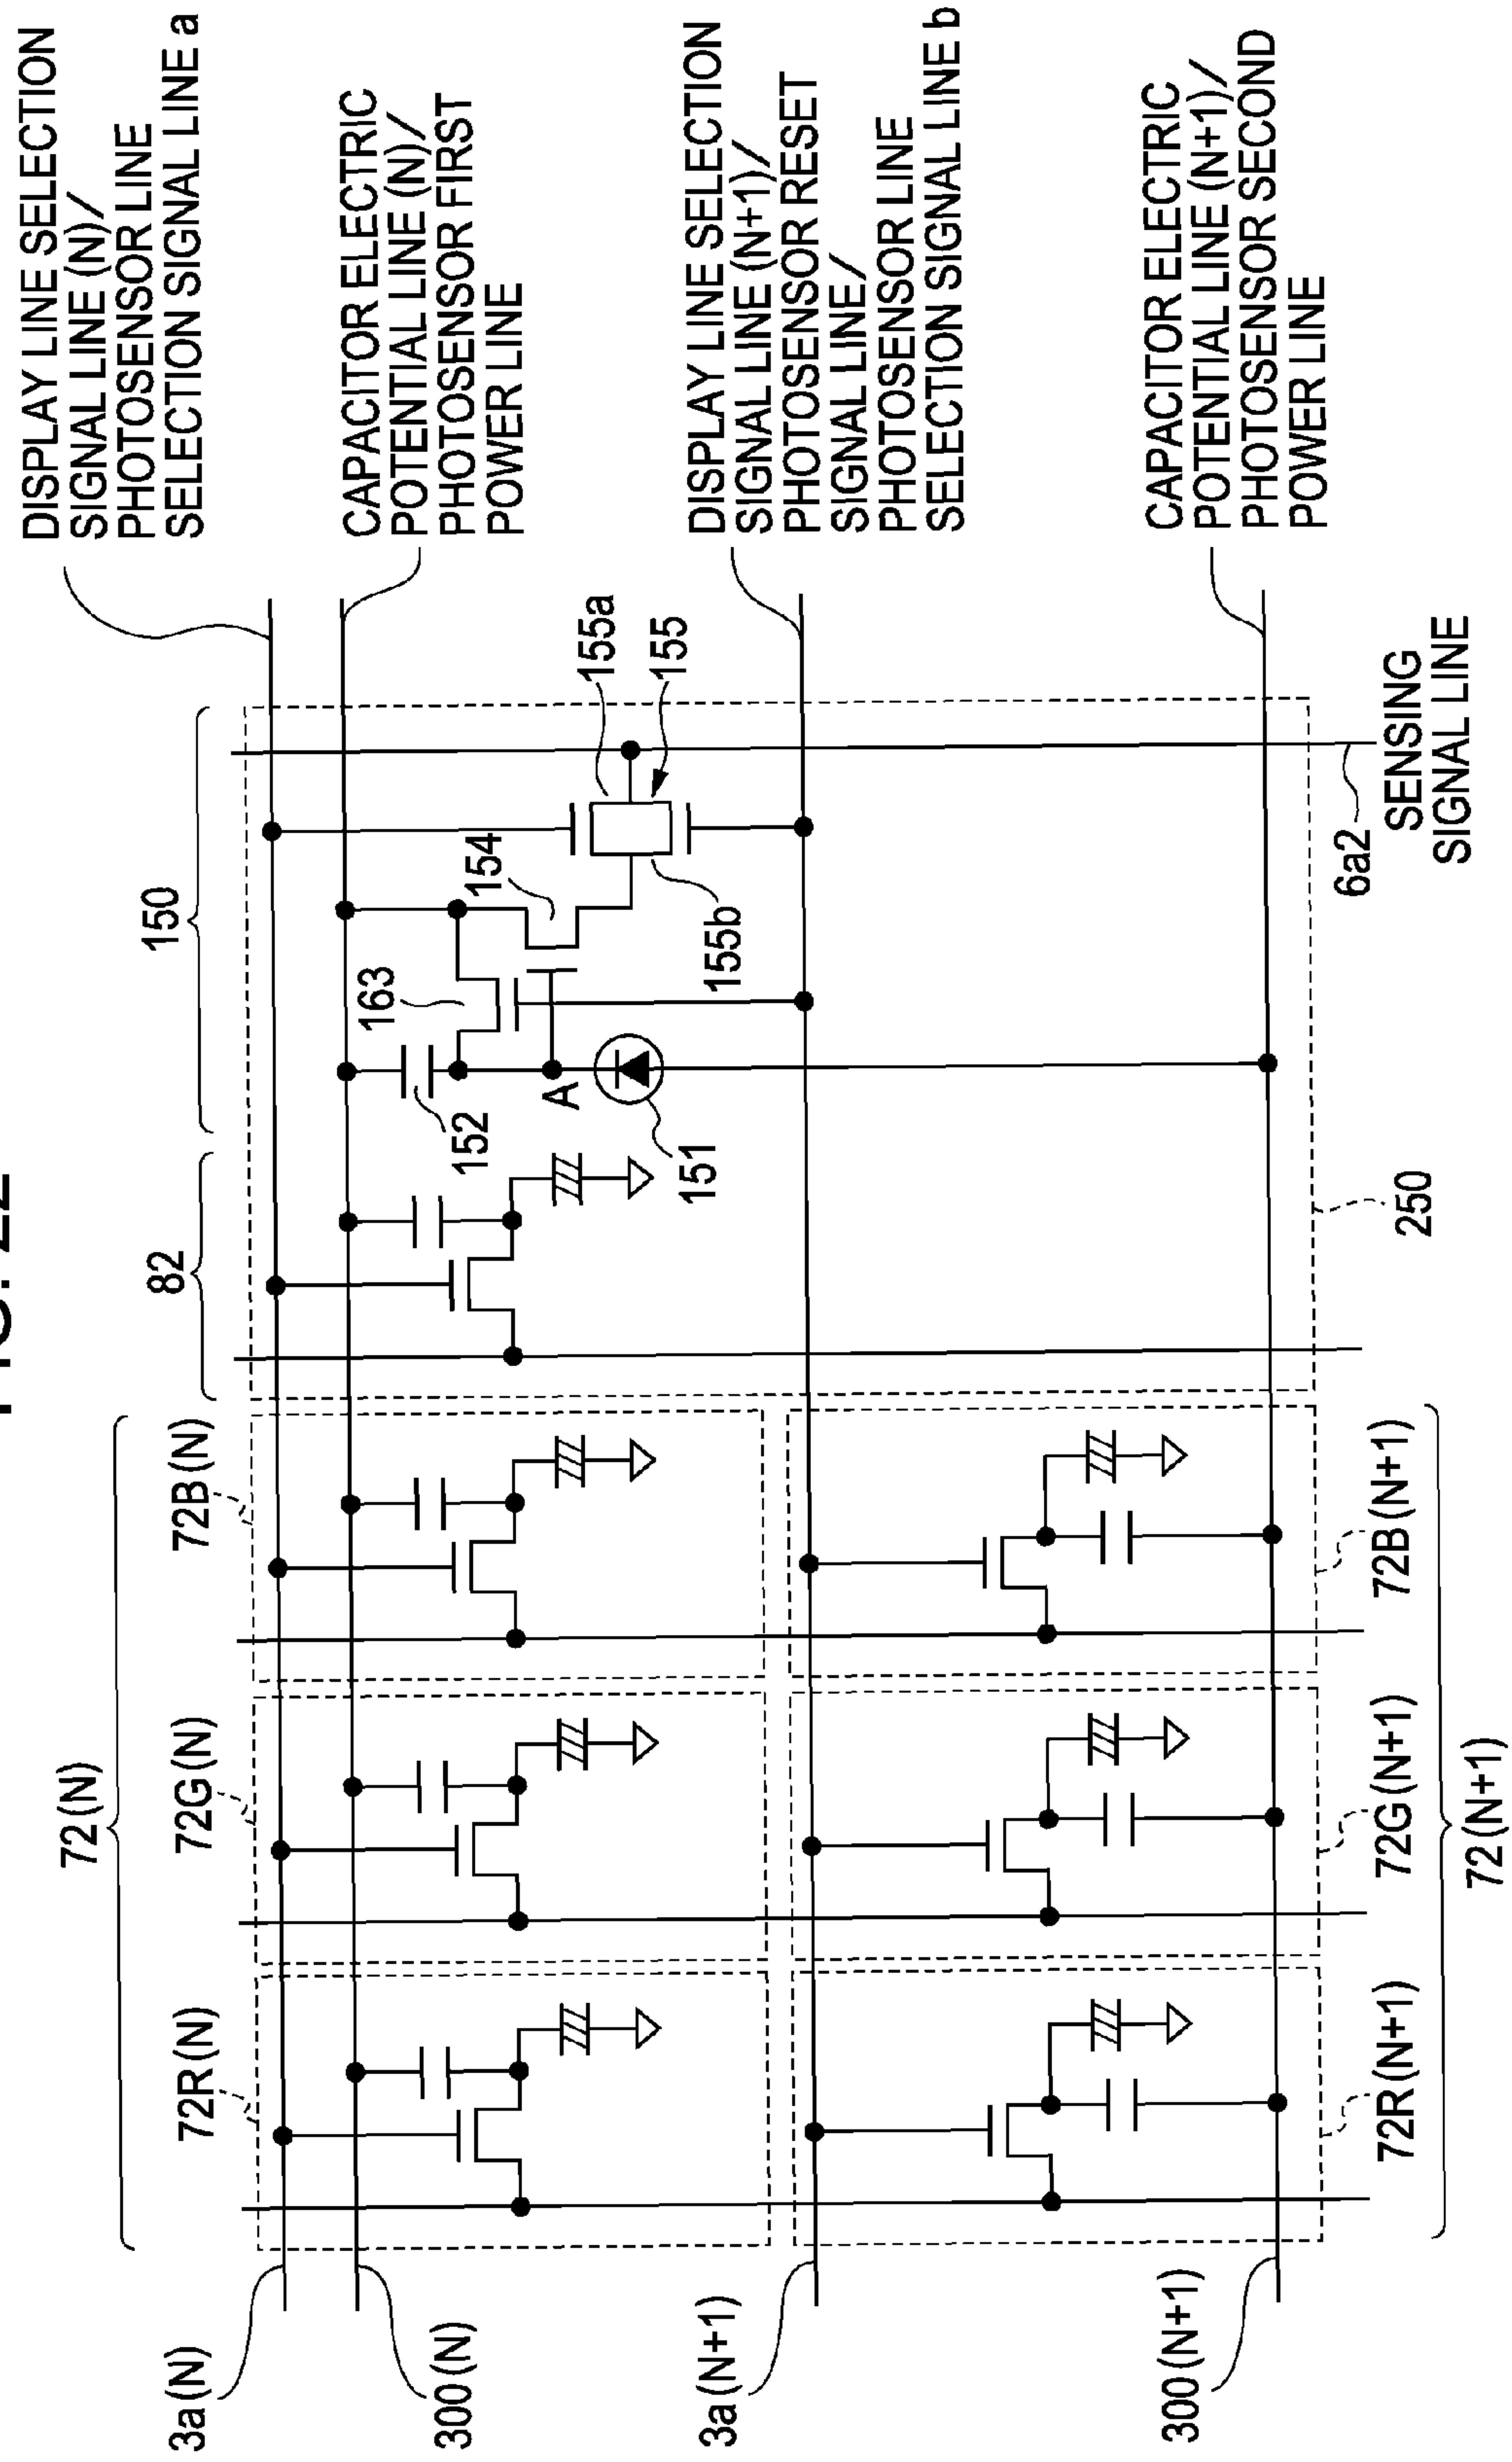 FIG. 22
DISPLAY LINE SELECTION
SIGNAL LINE (N)/
PHOTOSENSOR LINE
SELECTION SIGNAL LINE a
CAPACITOR ELECTRIC
POTENTIAL LINE (N)/
PHOTOSENSOR FIRST
POWER LINE
DISPLAY LINE SELECTION
SIGNAL LINE (N+1)/
PHOTOSENSOR RESET
SIGNAL LINE/
PHOTOSENSOR LINE
SELECTION SIGNAL LINE b
CAPACITOR ELECTRIC
POTENTIAL LINE (N+1)/
PHOTOSENSOR SECOND
POWER LINE
72 (N)
82
150
72R (N)
72G (N)
72B (N)
3a (N)
300 (N)
3a (N+1)
300 (N+1)
152
163
154
155a
155
155b
A
151
6a2
SENSING
SIGNAL LINE
250
72R (N+1)
72G (N+1)
72B (N+1)
72 (N+1)